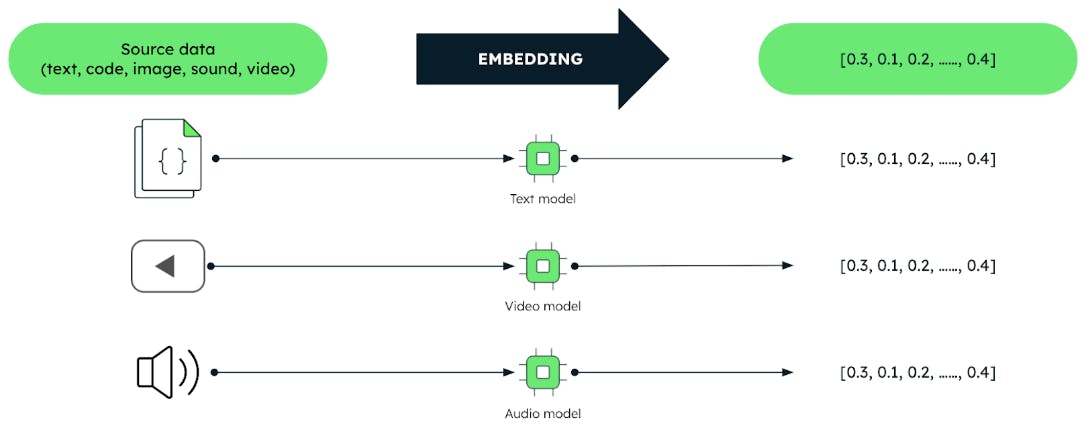 Source data
(text, code, image, sound, video)
EMBEDDING
[0.3, 0.1, 0.2, ......, 0.4]
{ }
[0.3, 0.1, 0.2, ......, 0.4]
Text model
[0.3, 0.1, 0.2, ......, 0.4]
Video model
[0.3, 0.1, 0.2, ......, 0.4]
Audio model